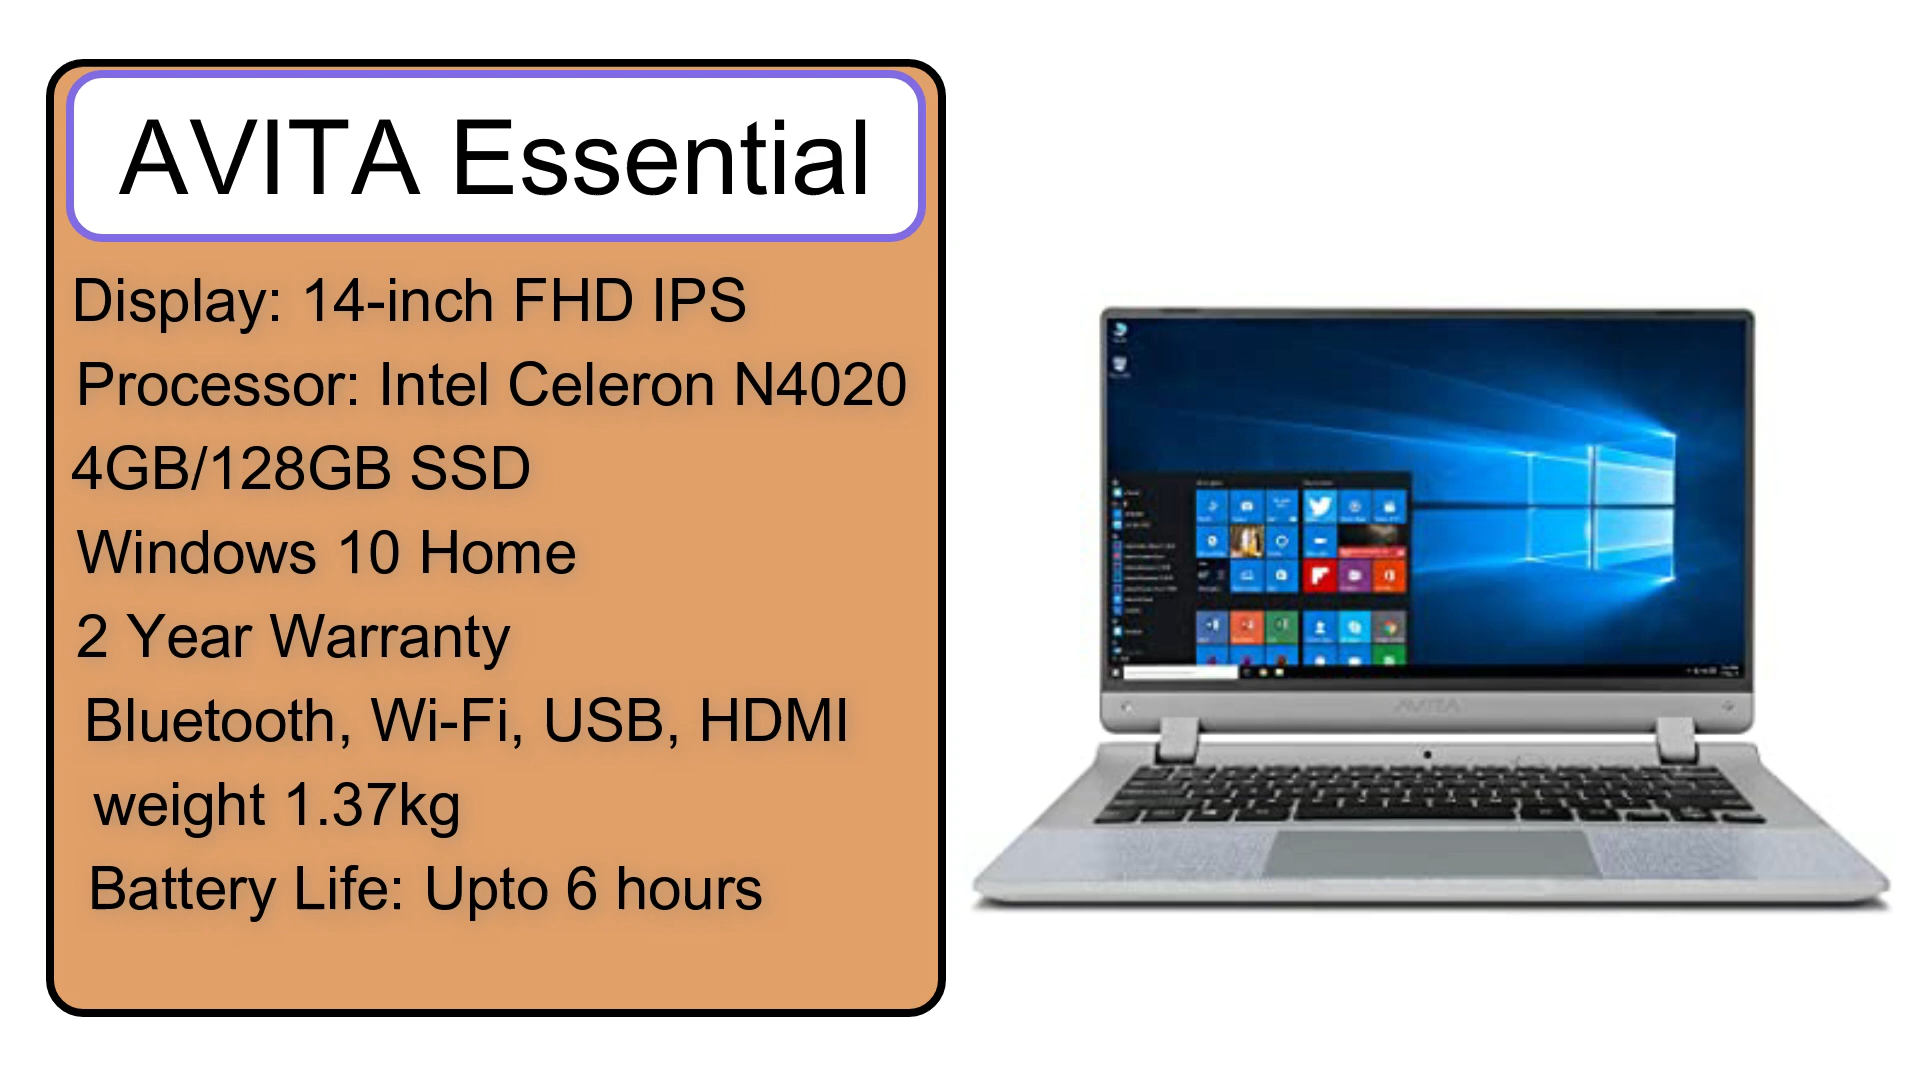 AVITA Essential
Display: 14-inch FHD IPS
Processor: Intel Celeron N4020
4GB/128GB SSD
Windows 10 Home
2 Year Warranty
Bluetooth, Wi-Fi, USB, HDMI
weight 1.37kg
Battery Life: Upto 6 hours
AVITA